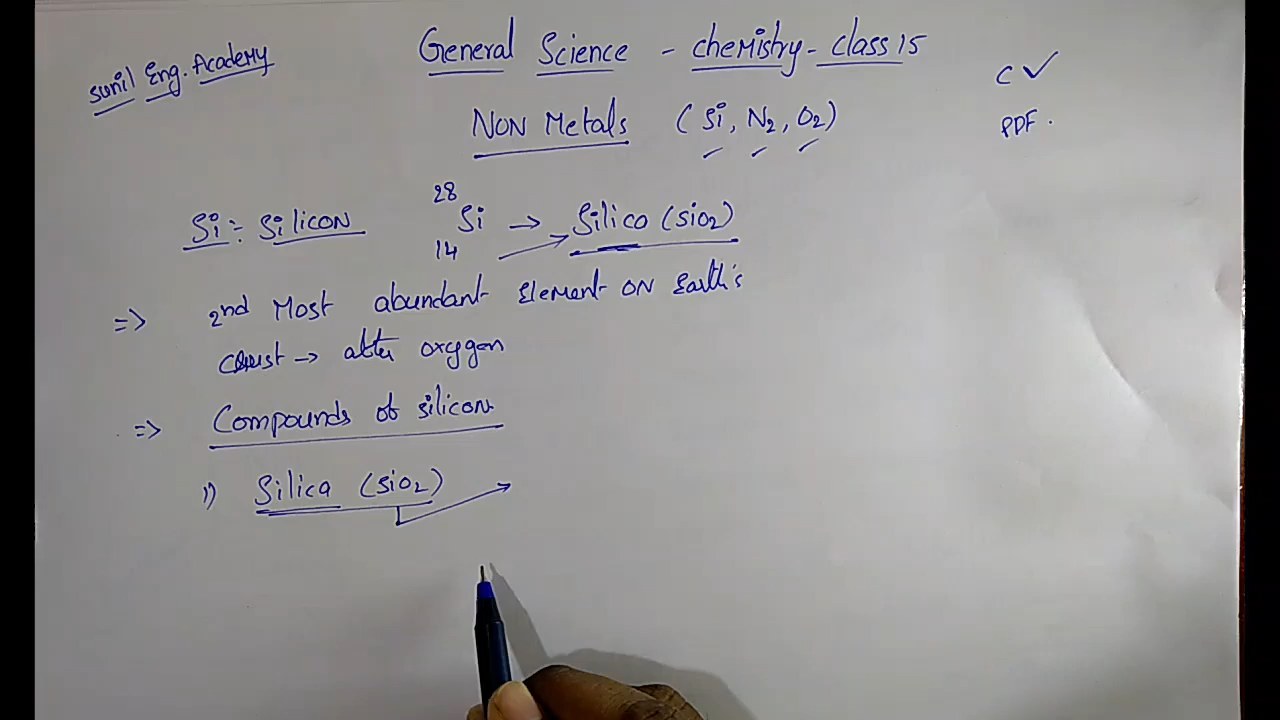 Sunil Eng. Academy
General Science - Chemistry - Class 15
C ✓
Non Metals (Si, N2, O2)
PDF.
Si: Silicon 28 14 Si → Silico (SiO2)
=> 2nd Most abundant Element on Earth's
Crust → after oxygen
=> Compounds of silicon
1) Silica (SiO2)